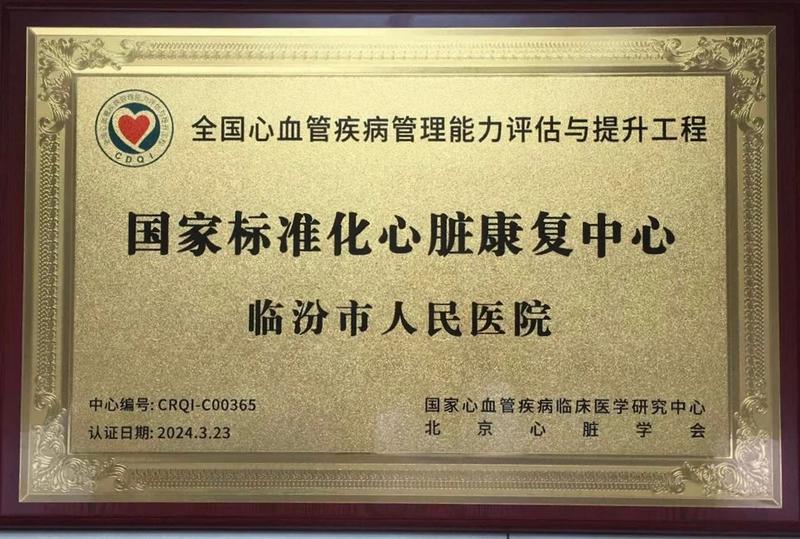 CDQI
全国心血管疾病管理能力评估与提升工程
国家标准化心脏康复中心
临汾市人民医院
中心编号: CRQI-C00365
认证日期: 2024.3.23
国家心血管疾病临床医学研究中心
北京心脏学会